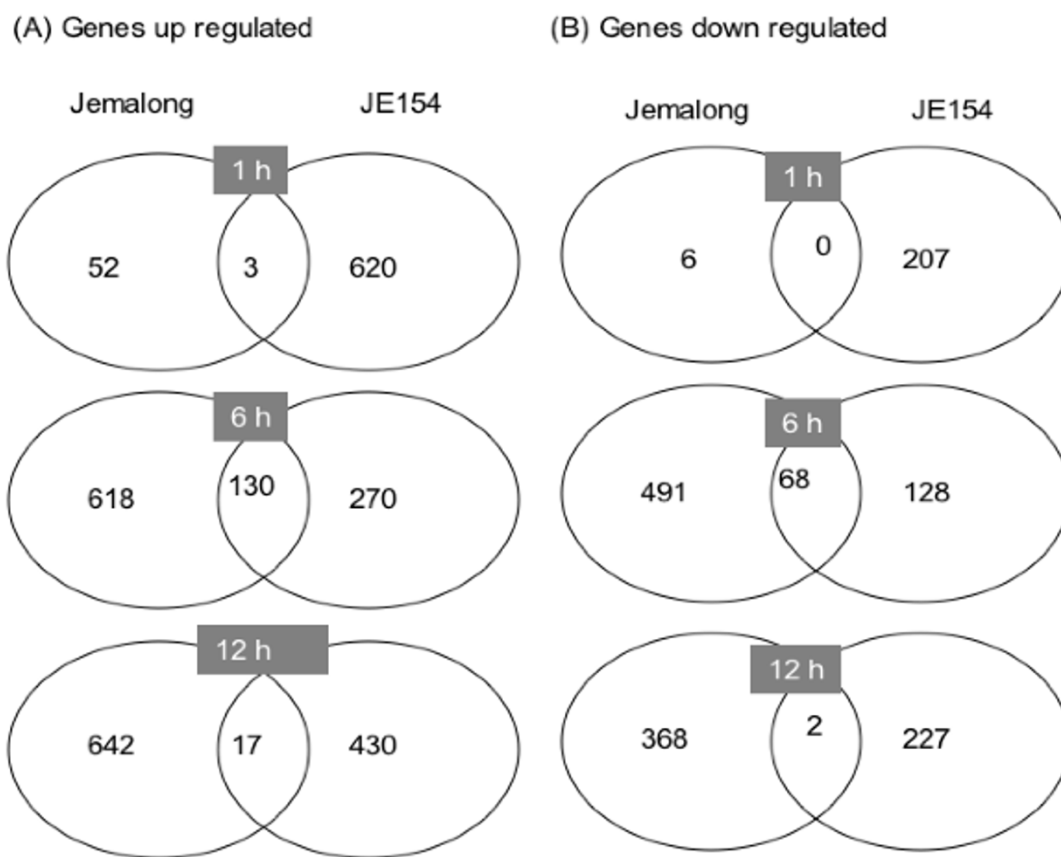 (A) Genes up regulated
Jemalong JE154
1 h
52 3 620
6 h
618 130 270
12 h
642 17 430
(B) Genes down regulated
Jemalong JE154
1 h
6 0 207
6 h
491 68 128
12 h
368 2 227